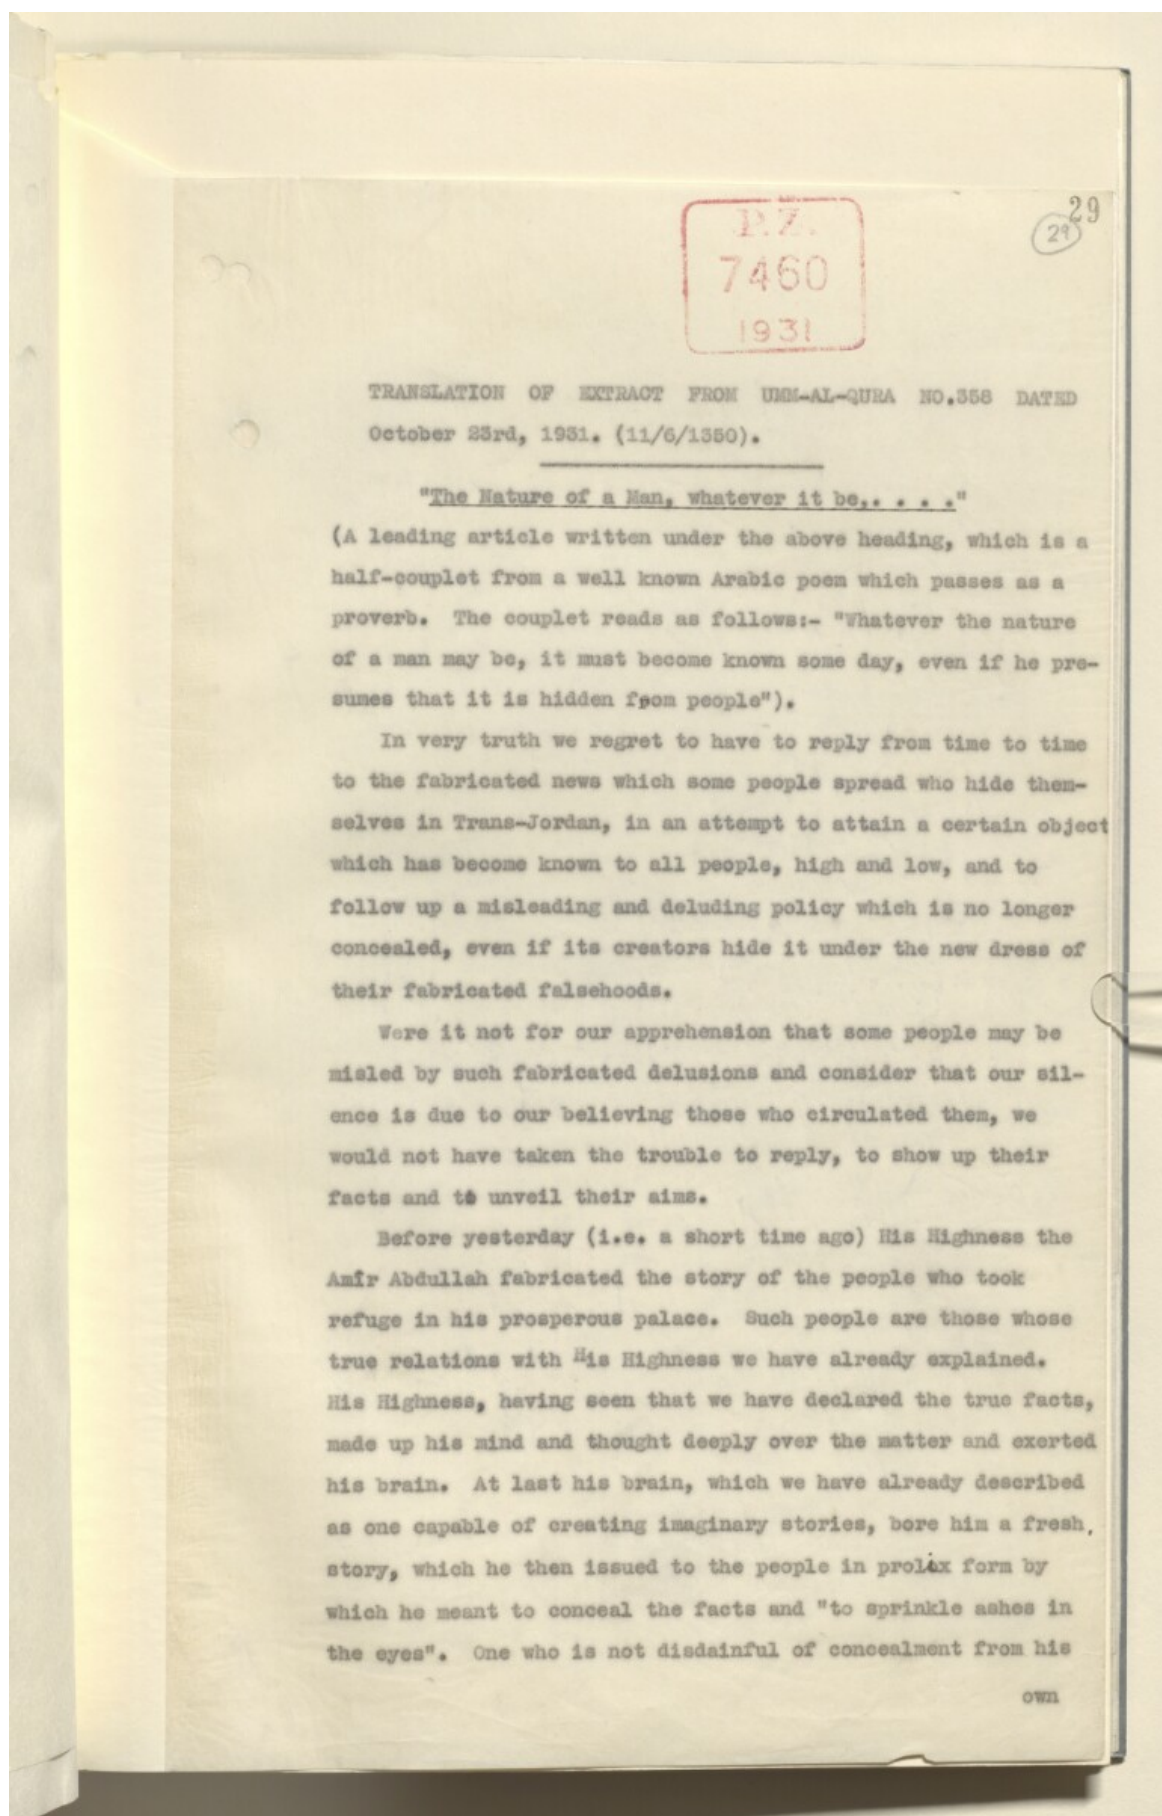 29
29
P.Z.
7460
1931
TRANSLATION OF EXTRACT FROM UMM-AL-QURA NO.358 DATED
October 23rd, 1931. (11/6/1350).
"The Nature of a Man, whatever it be,. . . ."
(A leading article written under the above heading, which is a
half-couplet from a well known Arabic poem which passes as a
proverb. The couplet reads as follows:- "Whatever the nature
of a man may be, it must become known some day, even if he pre-
sumes that it is hidden from people").
In very truth we regret to have to reply from time to time
to the fabricated news which some people spread who hide them-
selves in Trans-Jordan, in an attempt to attain a certain object
which has become known to all people, high and low, and to
follow up a misleading and deluding policy which is no longer
concealed, even if its creators hide it under the new dress of
their fabricated falsehoods.
Were it not for our apprehension that some people may be
misled by such fabricated delusions and consider that our sil-
ence is due to our believing those who circulated them, we
would not have taken the trouble to reply, to show up their
facts and to unveil their aims.
Before yesterday (i.e. a short time ago) His Highness the
Amîr Abdullah fabricated the story of the people who took
refuge in his prosperous palace. Such people are those whose
true relations with His Highness we have already explained.
His Highness, having seen that we have declared the true facts,
made up his mind and thought deeply over the matter and exerted
his brain. At last his brain, which we have already described
as one capable of creating imaginary stories, bore him a fresh.
story, which he then issued to the people in prolix form by
which he meant to conceal the facts and "to sprinkle ashes in
the eyes". One who is not disdainful of concealment from his
own